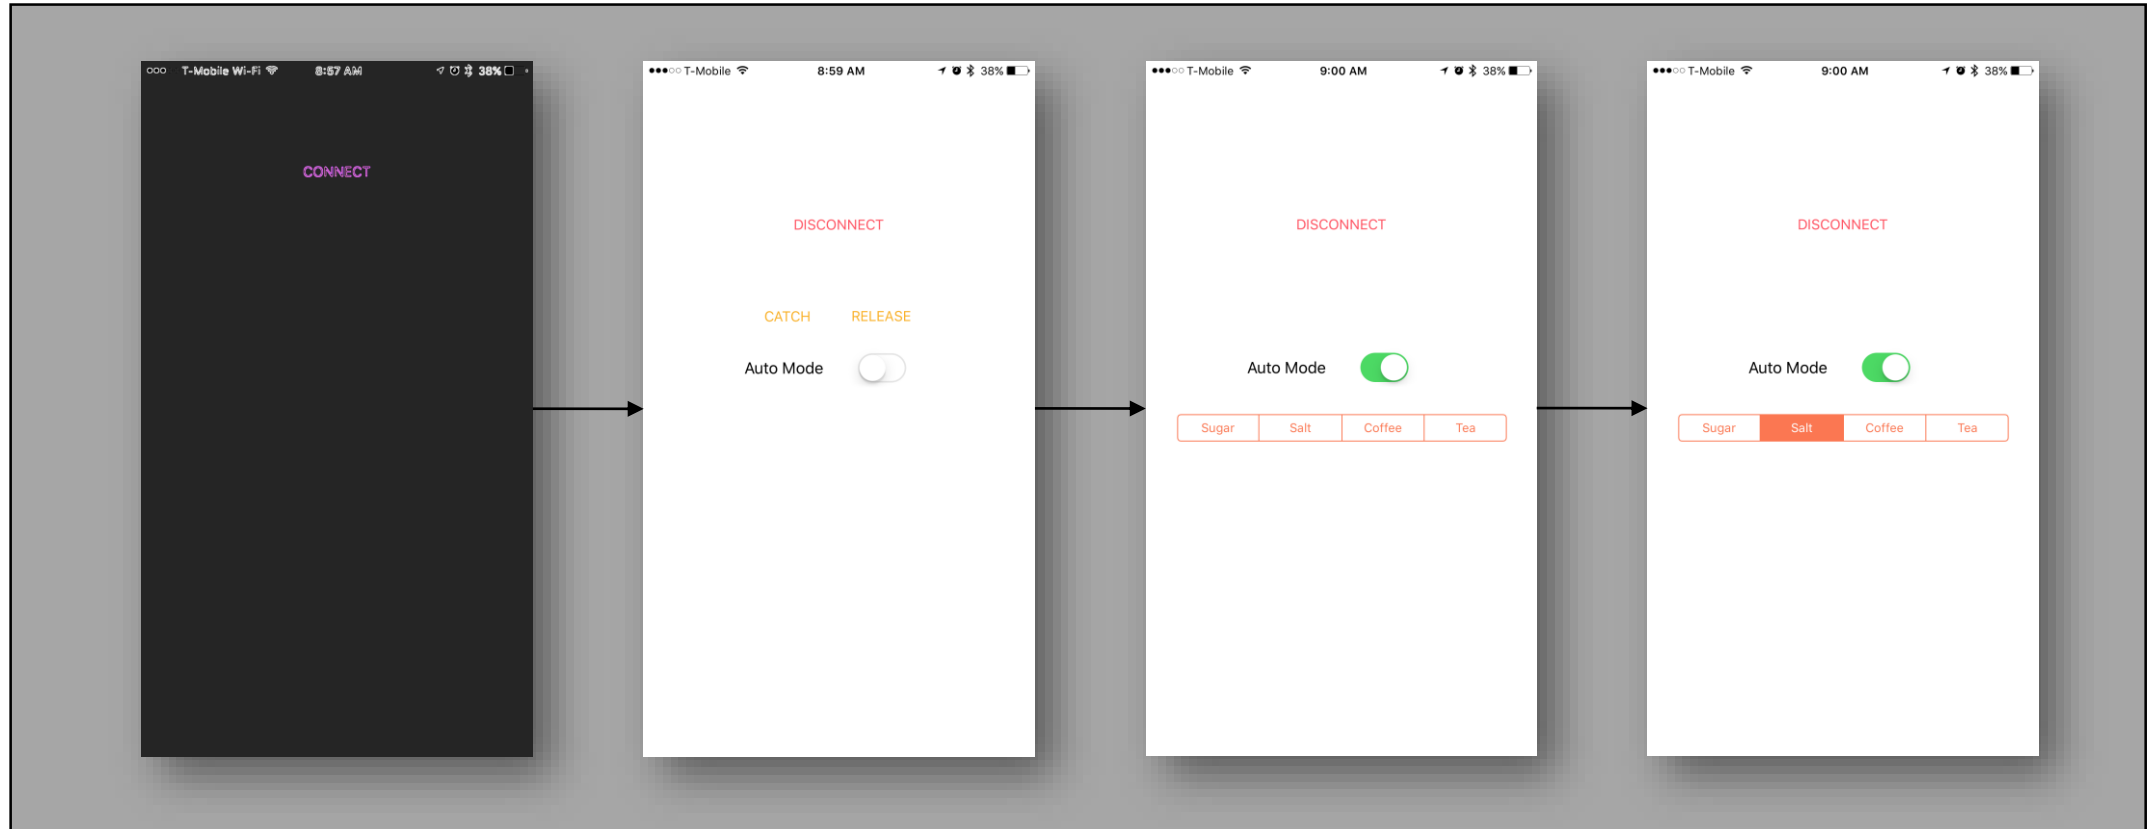 T-Mobile Wi-Fi 8:57 AM 38%
CONNECT
T-Mobile 8:59 AM 38%
DISCONNECT
CATCH RELEASE
Auto Mode
T-Mobile 9:00 AM 38%
DISCONNECT
Auto Mode
Sugar Salt Coffee Tea
T-Mobile 9:00 AM 38%
DISCONNECT
Auto Mode
Sugar Salt Coffee Tea